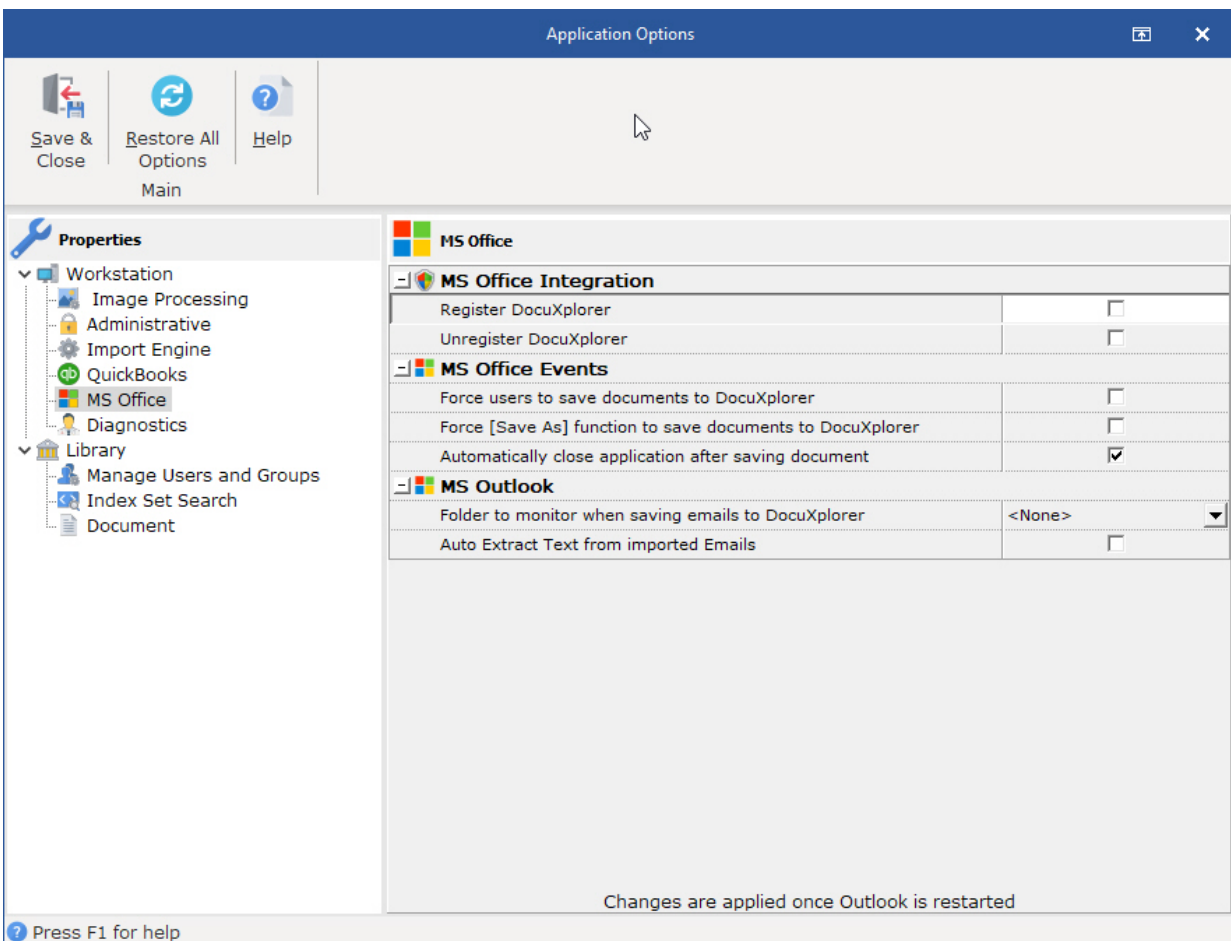 Application Options
Save &
Close
Restore All
Options
Help
Main
Properties
Workstation
Image Processing
Administrative
Import Engine
QuickBooks
MS Office
Diagnostics
Library
Manage Users and Groups
Index Set Search
Document
MS Office
MS Office Integration
Register DocuXplorer
Unregister DocuXplorer
MS Office Events
Force users to save documents to DocuXplorer
Force [Save As] function to save documents to DocuXplorer
Automatically close application after saving document
MS Outlook
Folder to monitor when saving emails to DocuXplorer <None>
Auto Extract Text from imported Emails
Changes are applied once Outlook is restarted
Press F1 for help